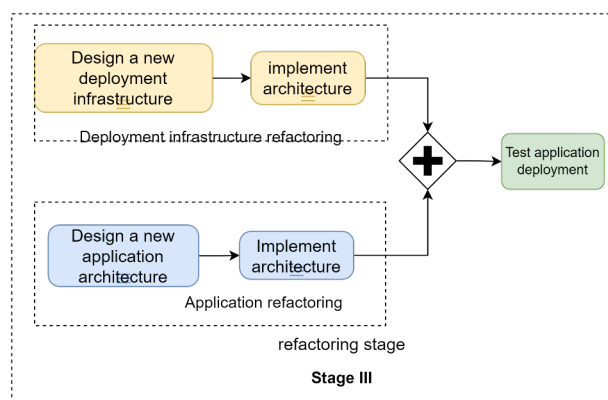 Design a new
deployment
infrastructure
implement
architecture
Deployment infrastructure refactoring
Test application
deployment
Design a new
application
architecture
Implement
architecture
Application refactoring
refactoring stage
Stage III